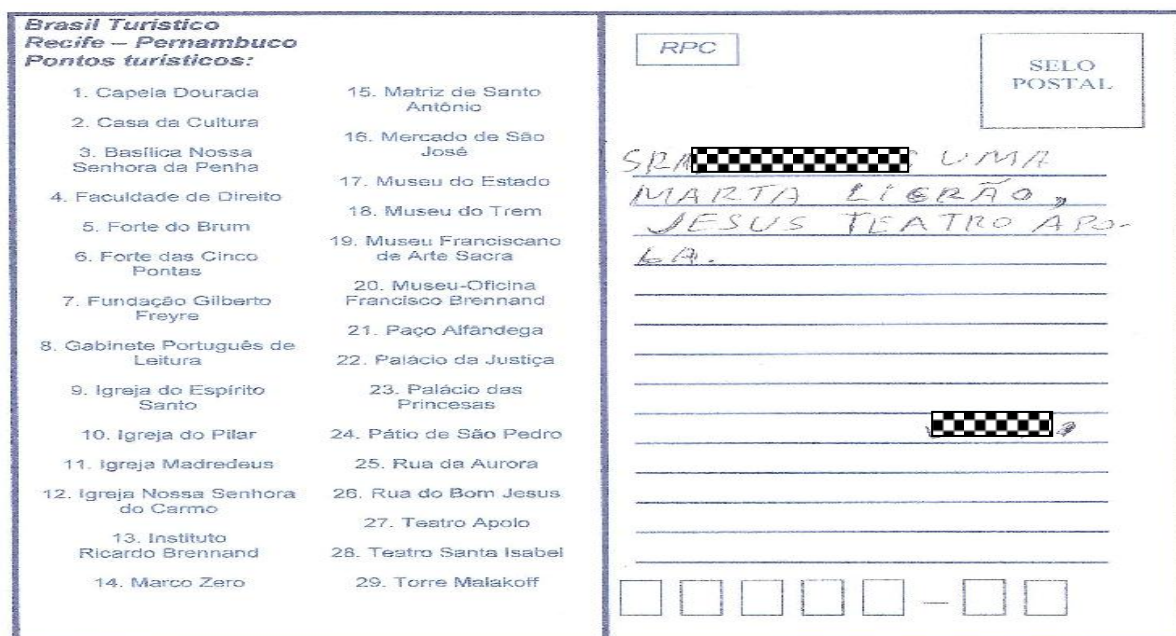 Brasil Turístico
Recife – Pernambuco
Pontos turísticos:
1. Capela Dourada
2. Casa da Cultura
3. Basílica Nossa
Senhora da Penha
4. Faculdade de Direito
5. Forte do Brum
6. Forte das Cinco
Pontas
7. Fundação Gilberto
Freyre
8. Gabinete Português de
Leitura
9. Igreja do Espírito
Santo
10. Igreja do Pilar
11. Igreja Madredeus
12. Igreja Nossa Senhora
do Carmo
13. Instituto
Ricardo Brennand
14. Marco Zero
15. Matriz de Santo
Antônio
16. Mercado de São
José
17. Museu do Estado
18. Museu do Trem
19. Museu Franciscano
de Arte Sacra
20. Museu-Oficina
Francisco Brennand
21. Paço Alfândega
22. Palácio da Justiça
23. Palácio das
Princesas
24. Pátio de São Pedro
25. Rua da Aurora
26. Rua do Bom Jesus
27. Teatro Apolo
28. Teatro Santa Isabel
29. Torre Malakoff
RPC
SELO
POSTAL
UMA
MARTA
JESUS TEATRO APO-
LA.